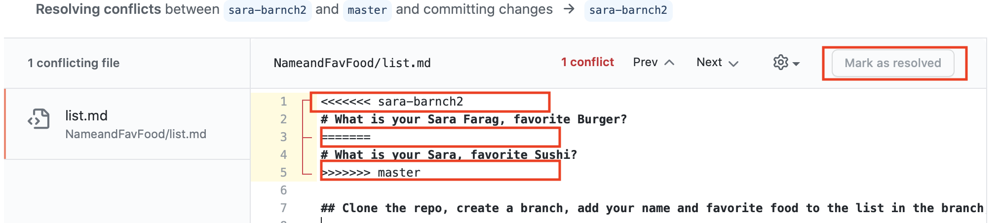 Resolving conflicts between sara-barnch2 and master and committing changes → sara-barnch2
1 conflicting file
NameandFavFood/list.md
1 conflict
Prev
Next
Mark as resolved
list.md
NameandFavFood/list.md
1 <<<<<<< sara-barnch2
2 # What is your Sara Farag, favorite Burger?
3 =======
4 # What is your Sara, favorite Sushi?
5 >>>>>>> master
6
7 ## Clone the repo, create a branch, add your name and favorite food to the list in the branch